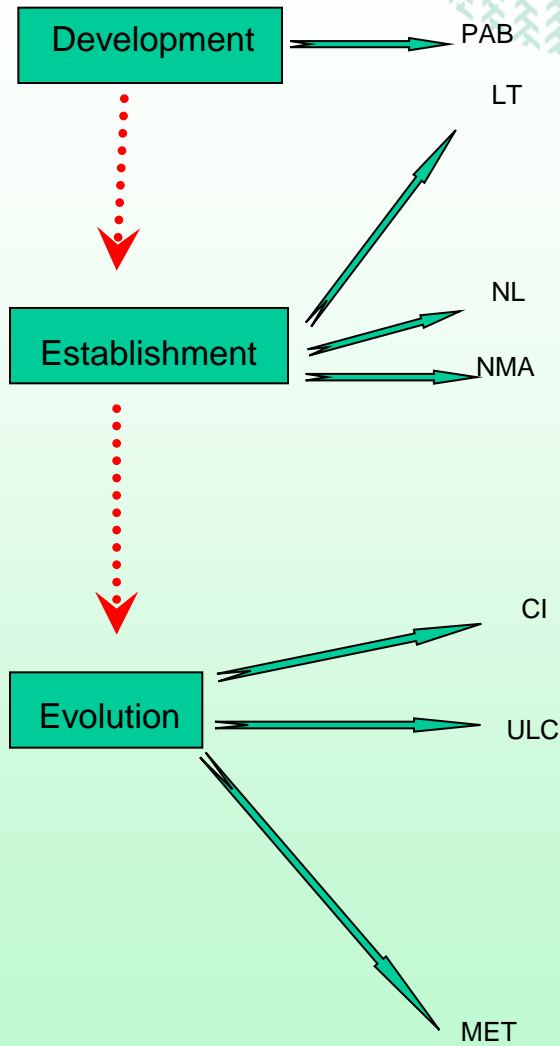 Development
PAB
LT
Establishment
NL
NMA
CI
Evolution
ULC
MET